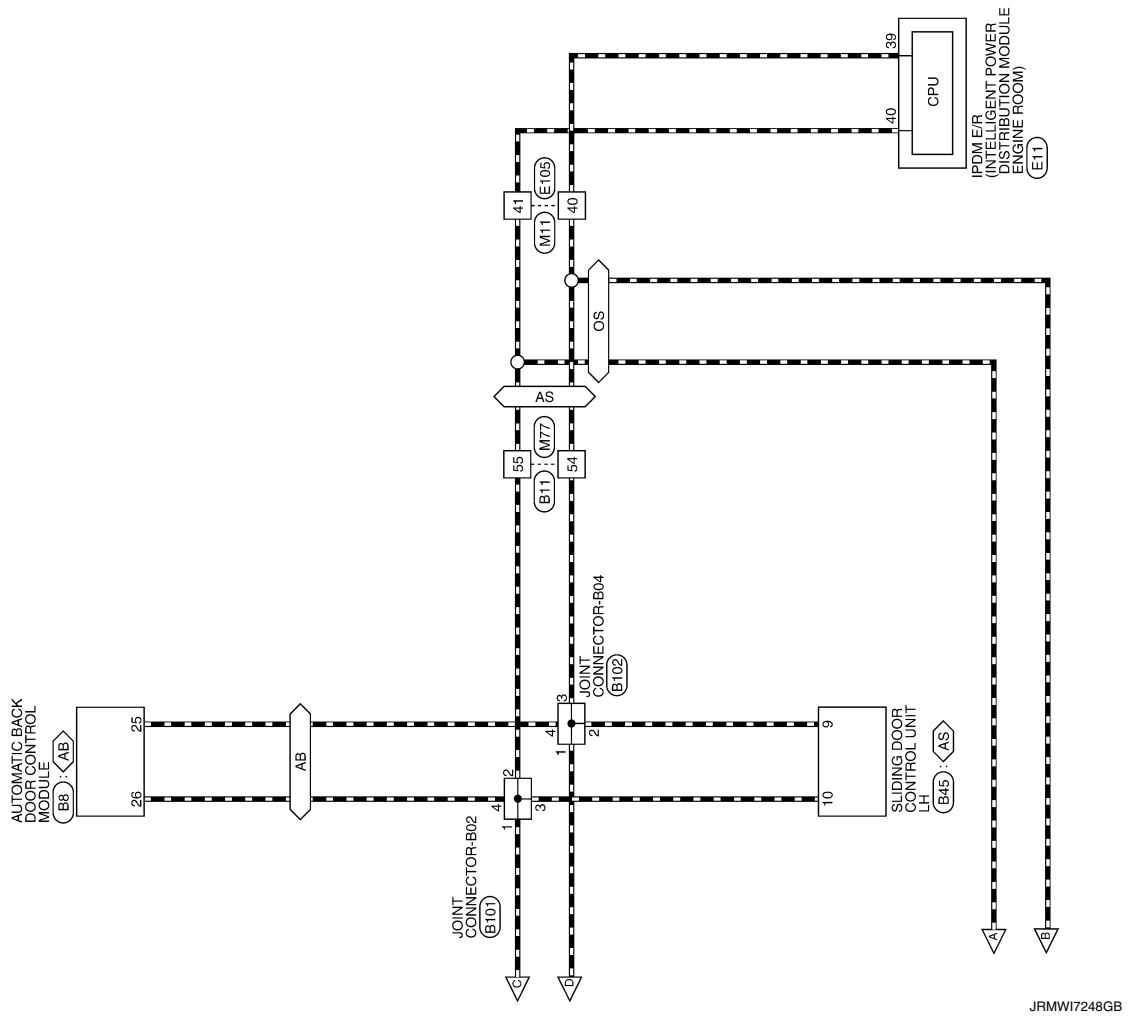 AUTOMATIC BACK
DOOR CONTROL
MODULE
B8 : AB
26
25
AB
JOINT
CONNECTOR-B02
B101
1
4
2
3
JOINT
CONNECTOR-B04
B102
1
4
3
2
10
9
SLIDING DOOR
CONTROL UNIT
LH
B45 : AS
C
D
55
54
B11
M77
AS
OS
41
40
M11
E105
40
39
CPU
IPDM E/R
(INTELLIGENT POWER
DISTRIBUTION MODULE
ENGINE ROOM)
E11
A
B
JRMWI7248GB